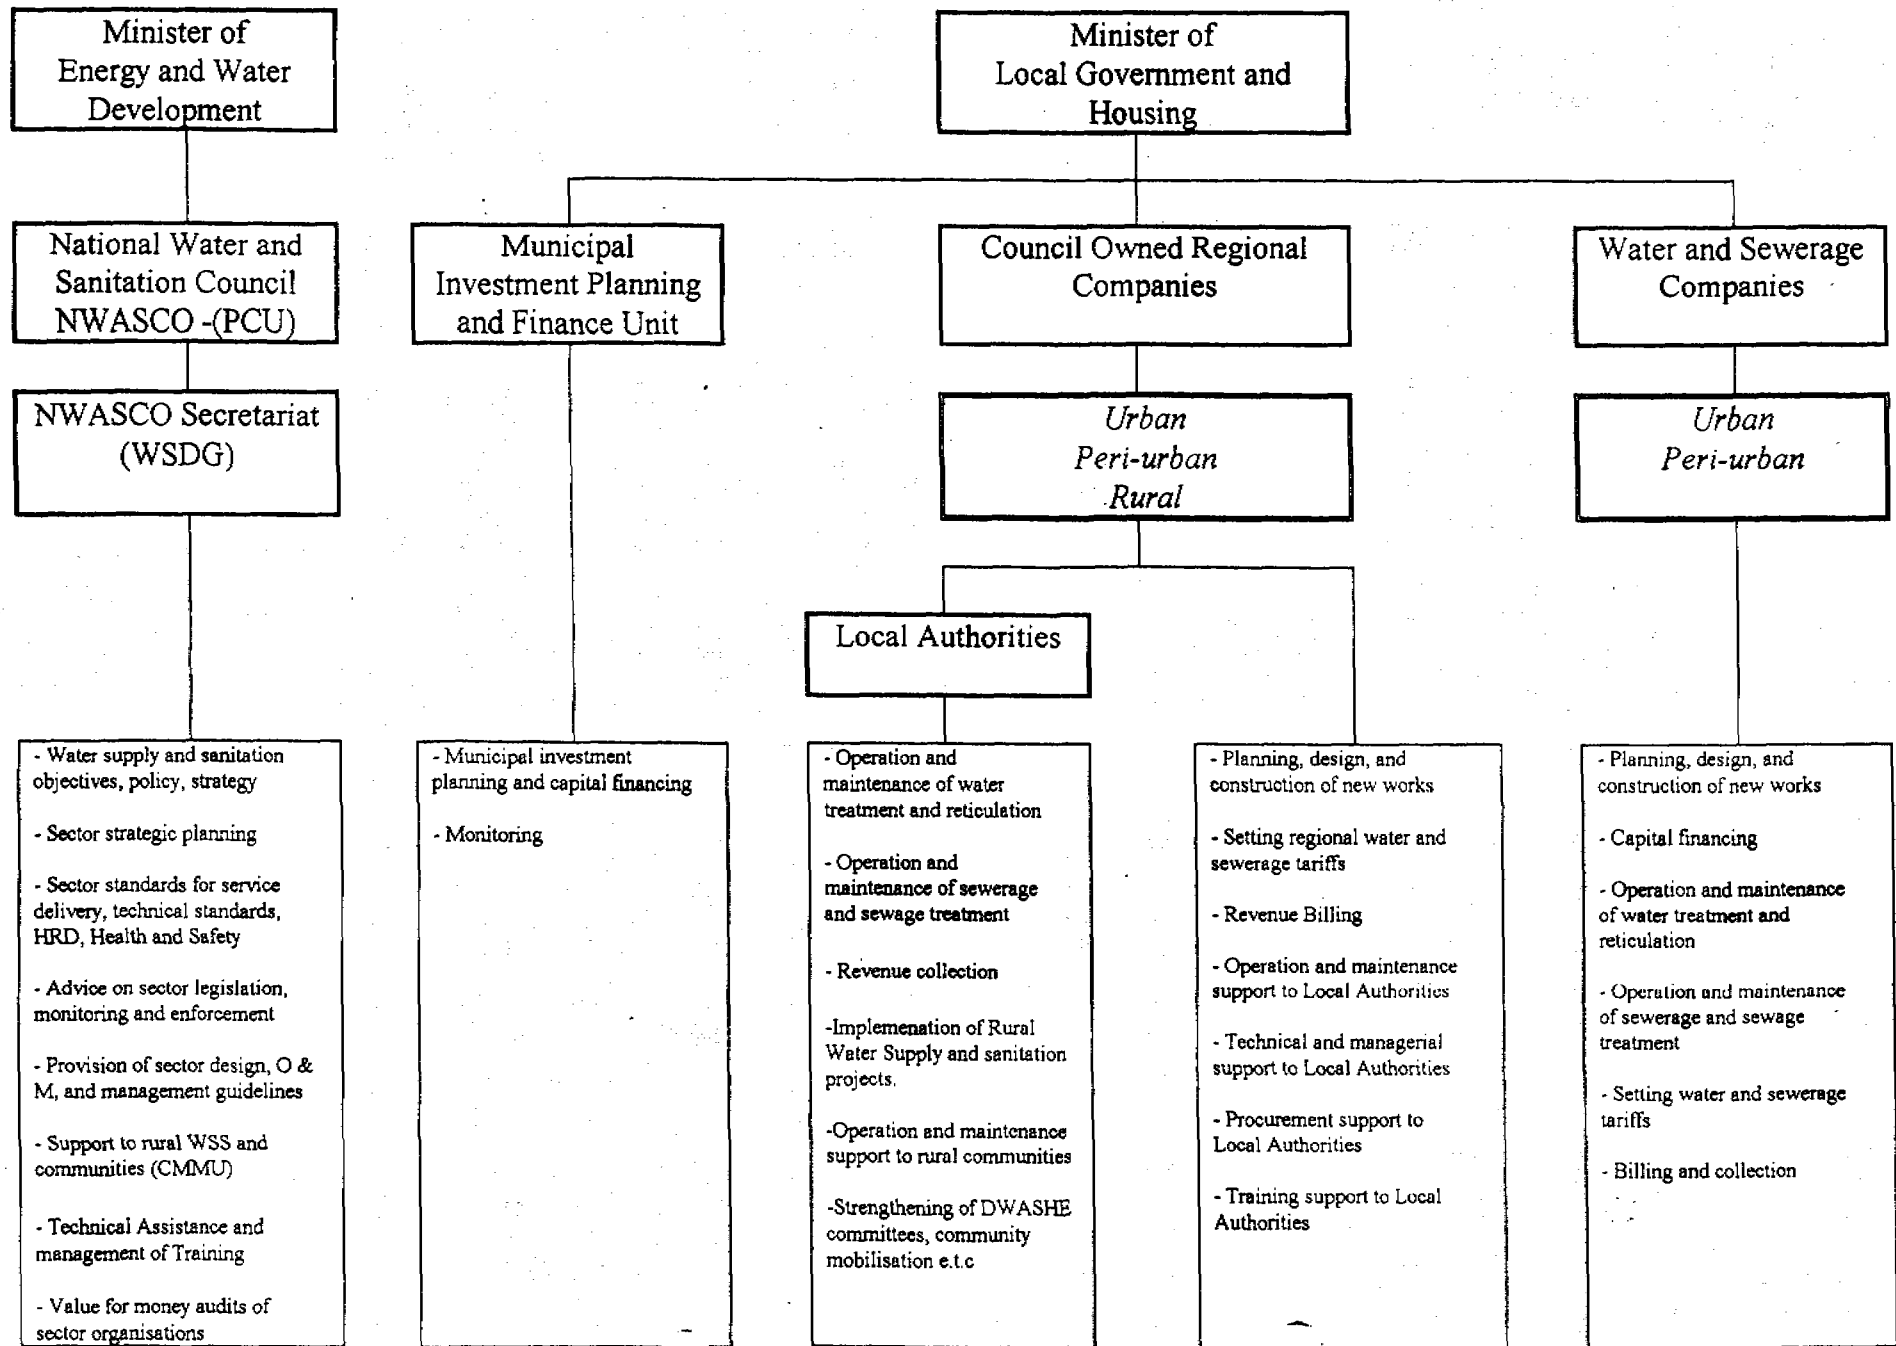 Minister of
Energy and Water
Development
Minister of
Local Government and
Housing
National Water and
Sanitation Council
NWASCO -(PCU)
Municipal
Investment Planning
and Finance Unit
Council Owned Regional
Companies
Water and Sewerage
Companies
NWASCO Secretariat
(WSDG)
Urban
Peri-urban
Rural
Urban
Peri-urban
Local Authorities
- Water supply and sanitation
objectives, policy, strategy
- Sector strategic planning
- Sector standards for service
delivery, technical standards,
HRD, Health and Safety
- Advice on sector legislation,
monitoring and enforcement
- Provision of sector design, O &
M, and management guidelines
- Support to rural WSS and
communities (CMMU)
- Technical Assistance and
management of Training
- Value for money audits of
sector organisations
- Municipal investment
planning and capital financing
- Monitoring
- Operation and
maintenance of water
treatment and reticulation
- Operation and
maintenance of sewerage
and sewage treatment
- Revenue collection
-Implemenation of Rural
Water Supply and sanitation
projects.
-Operation and maintenance
support to rural communities
-Strengthening of DWASHE
committees, community
mobilisation e.t.c
- Planning, design, and
construction of new works
- Setting regional water and
sewerage tariffs
- Revenue Billing
- Operation and maintenance
support to Local Authorities
- Technical and managerial
support to Local Authorities
- Procurement support to
Local Authorities
- Training support to Local
Authorities
- Planning, design, and
construction of new works
- Capital financing
- Operation and maintenance
of water treatment and
reticulation
- Operation and maintenance
of sewerage and sewage
treatment
- Setting water and sewerage
tariffs
- Billing and collection